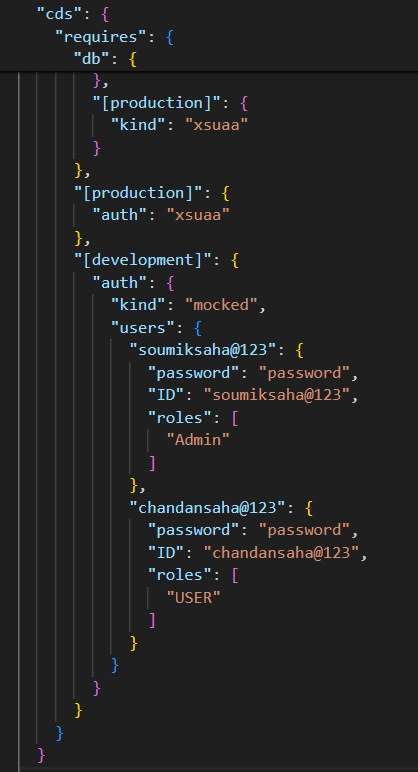 "cds": {
"requires": {
"db": {
},
"[production]": {
"kind": "xsuaa"
}
},
"[production]": {
"auth": "xsuaa"
},
"[development]": {
"auth": {
"kind": "mocked",
"users": {
"soumiksaha@123": {
"password": "password",
"ID": "soumiksaha@123",
"roles": [
"Admin"
]
},
"chandansaha@123": {
"password": "password",
"ID": "chandansaha@123",
"roles": [
"USER"
]
}
}
}
}
}
}